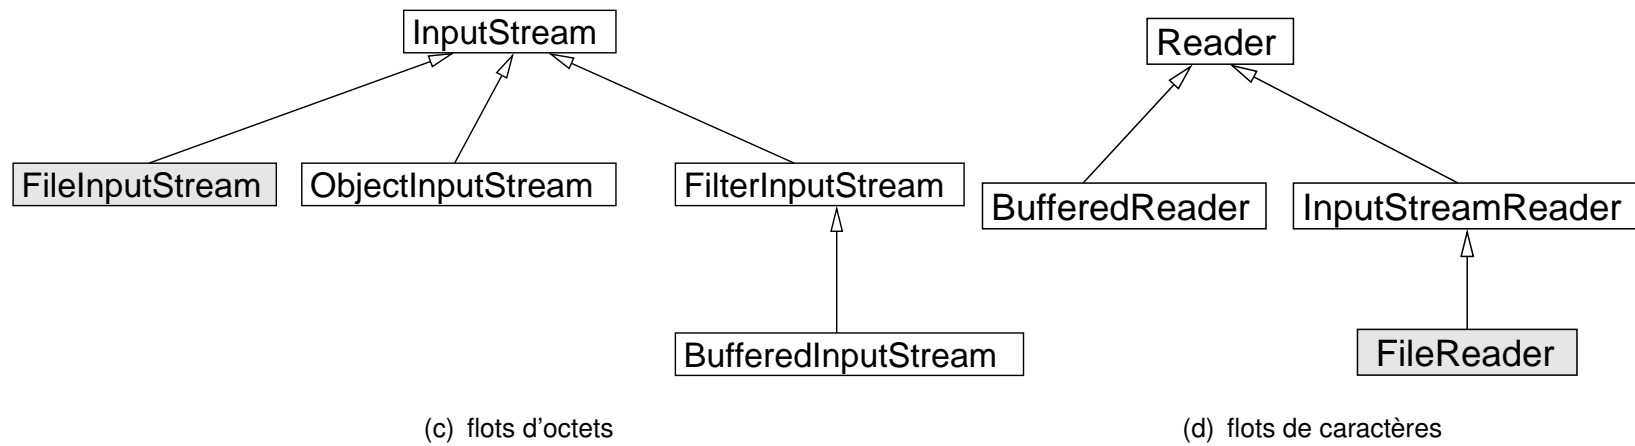 InputStream
Reader
FileInputStream
ObjectInputStream
FilterInputStream
BufferedReader
InputStreamReader
BufferedInputStream
FileReader
(c) flots d'octets
(d) flots de caractères